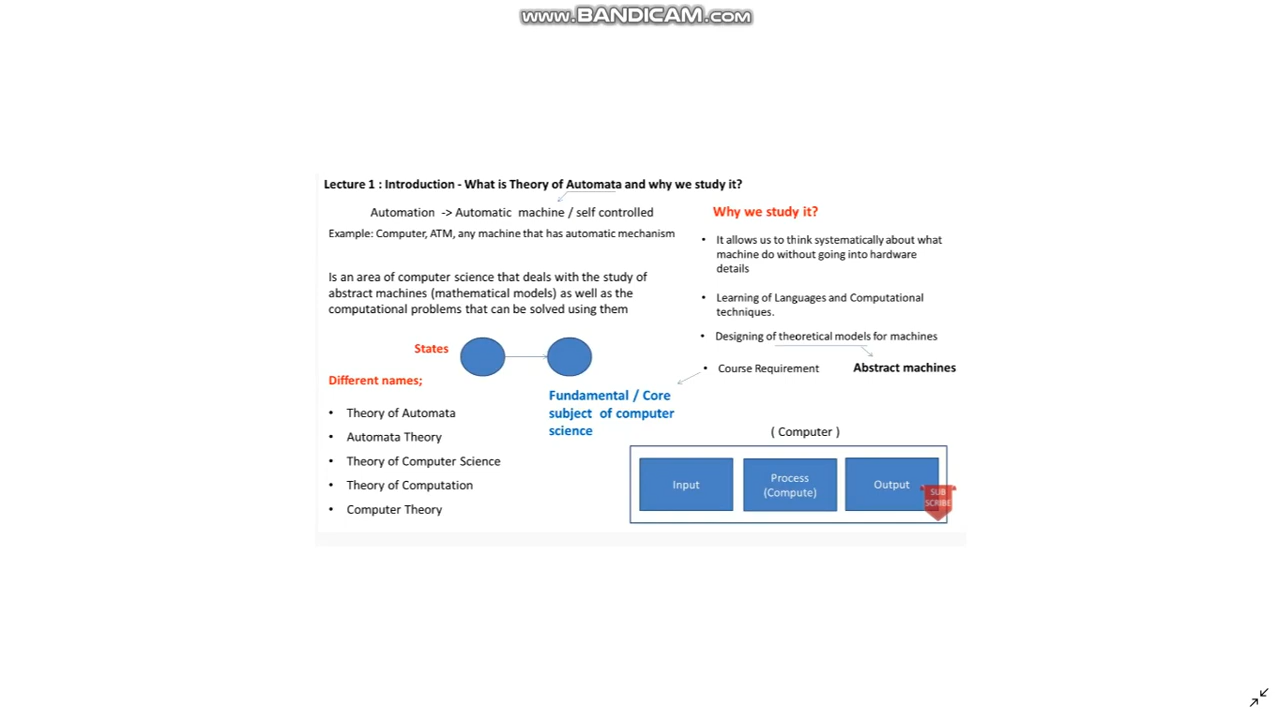 www.BANDICAM.com
Lecture 1 : Introduction - What is Theory of Automata and why we study it?
Automation -> Automatic machine / self controlled
Example: Computer, ATM, any machine that has automatic mechanism
Is an area of computer science that deals with the study of
abstract machines (mathematical models) as well as the
computational problems that can be solved using them
States
Different names;
• Theory of Automata
• Automata Theory
• Theory of Computer Science
• Theory of Computation
• Computer Theory
Why we study it?
• It allows us to think systematically about what
machine do without going into hardware
details
• Learning of Languages and Computational
techniques.
• Designing of theoretical models for machines
Abstract machines
• Course Requirement
Fundamental / Core
subject of computer
science
( Computer )
Input
Process
(Compute)
Output
SUB
SCRIBE